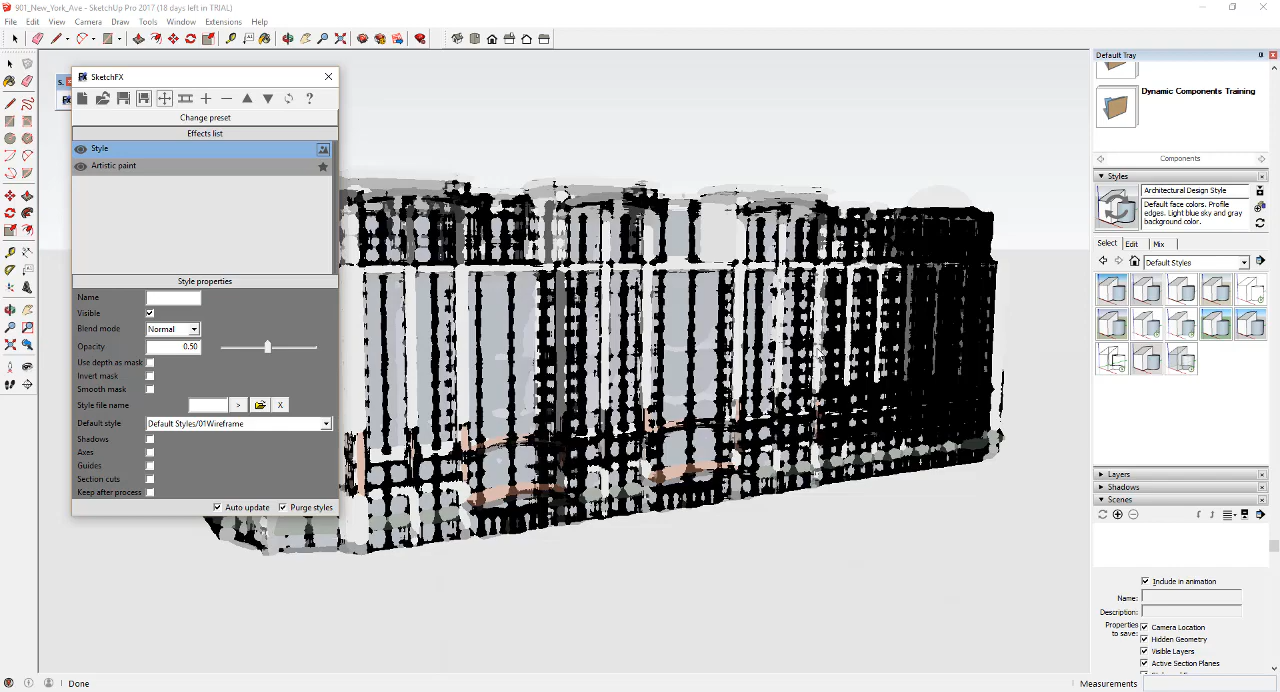 901_New_York_Ave - SketchUp Pro 2017 (18 days left in TRIAL)
File Edit View Camera Draw Tools Window Extensions Help
SketchFX
Change preset
Effects list
Style
Artistic paint
Style properties
Name
Visible
Blend mode Normal
Opacity 0.50
Use depth as mask
Invert mask
Smooth mask
Style file name > X
Default style Default Styles/01Wireframe
Shadows
Axes
Guides
Section cuts
Keep after process
Auto update Purge styles
Default Tray
Dynamic Components Training
Components
Styles
Architectural Design Style
Default face colors. Profile
edges. Light blue sky and gray
background color.
Select Edit Mix
Default Styles
Layers
Shadows
Scenes
Include in animation
Name:
Description:
Properties
to save:
Camera Location
Hidden Geometry
Visible Layers
Active Section Planes
Done
Measurements